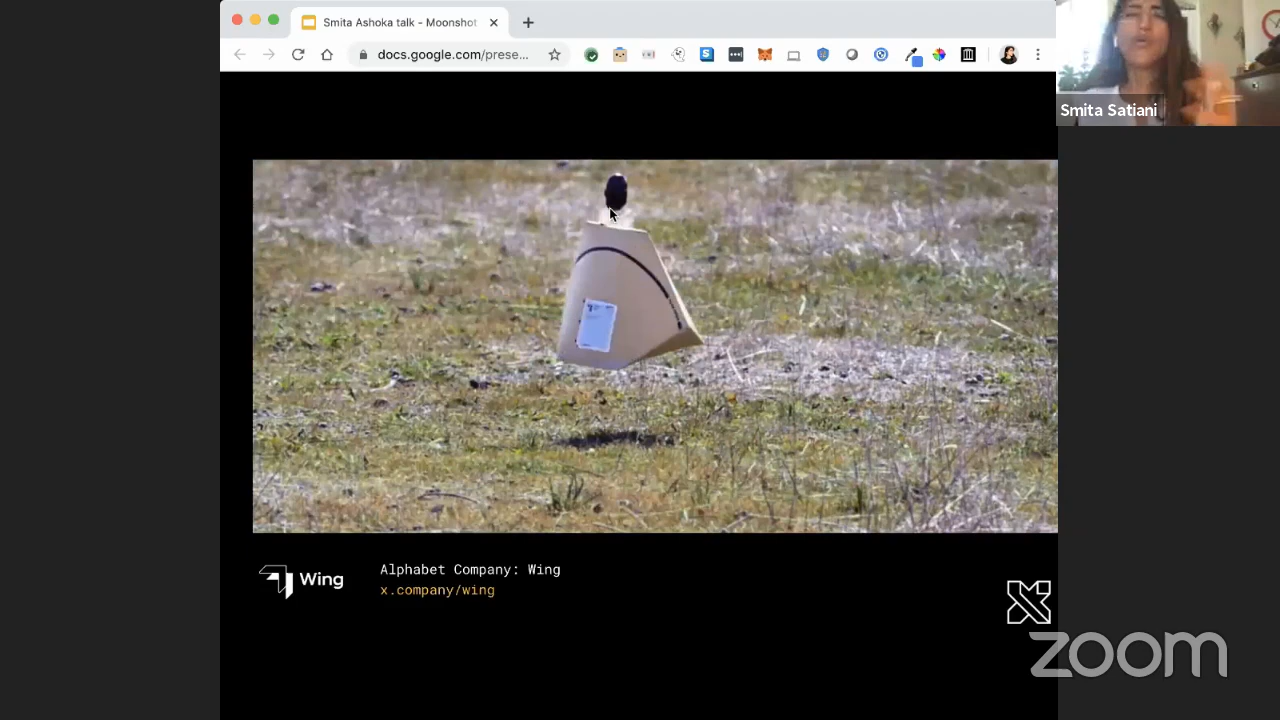 Smita Ashoka talk - Moonshot
docs.google.com/prese...
Smita Satiani
Wing
Alphabet Company: Wing
x.company/wing
zoom